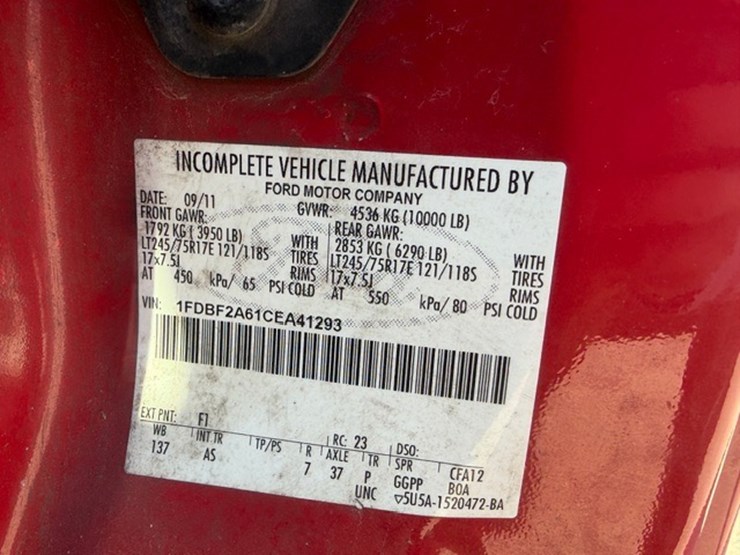 INCOMPLETE VEHICLE MANUFACTURED BY
FORD MOTOR COMPANY
DATE: 09/11 GVWR: 4536 KG (10000 LB)
FRONT GAWR: REAR GAWR:
1792 KG ( 3950 LB) WITH 2853 KG ( 6290 LB) WITH
LT245/75R17E 121/118S TIRES LT245/75R17E 121/118S TIRES
17x7.5J RIMS 17x7.5J RIMS
AT 450 kPa/ 65 PSI COLD AT 550 kPa/ 80 PSI COLD
VIN: 1FDBF2A61CEA41293
EXT PNT: F1 RC: 23 DSO:
WB INT TR TP/PS R AXLE TR SPR CFA12
137 AS 7 37 P GGPP BOA
UNC ▽5U5A-1520472-BA